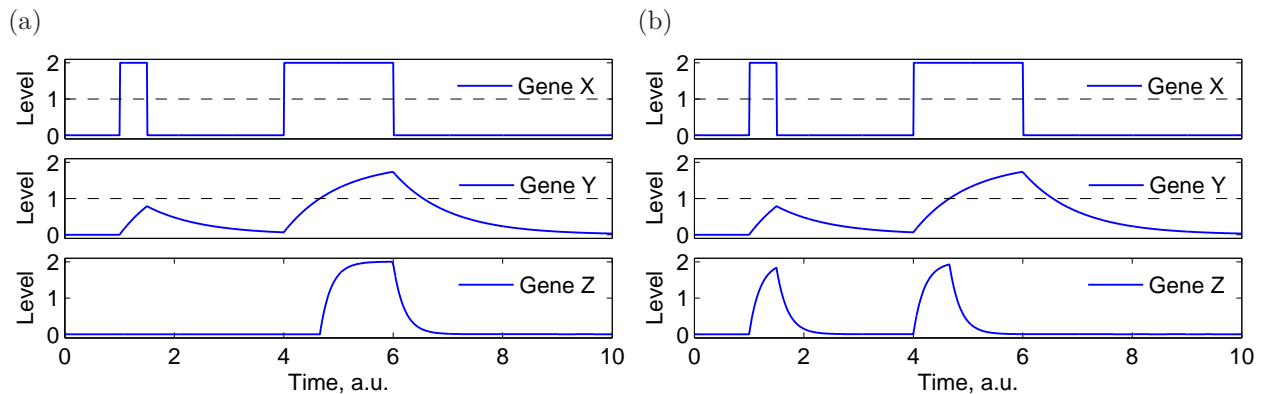 (a)
2
1
0
Level
Gene X
2
1
0
Level
Gene Y
2
1
0
Level
Gene Z
0 2 4 6 8 10
Time, a.u.
(b)
2
1
0
Level
Gene X
2
1
0
Level
Gene Y
2
1
0
Level
Gene Z
0 2 4 6 8 10
Time, a.u.